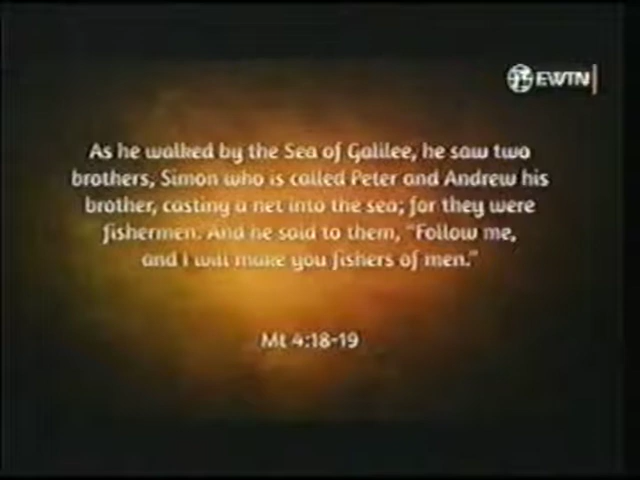 EWTN
As he walked by the Sea of Galilee, he saw two
brothers, Simon who is called Peter and Andrew his
brother, casting a net into the sea; for they were
fishermen. And he said to them, "Follow me,
and I will make you fishers of men."
Mt 4:18-19